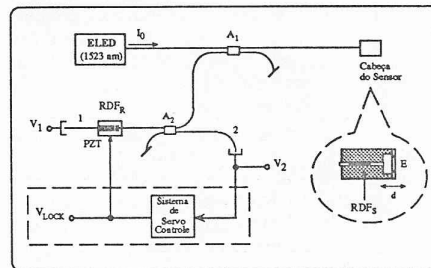 ELED
(1523 am)
I0
A1
Cabeça
do Sensor
V1
1
RDFR
PZT
A2
2
V2
VLOCK
Sistema
de
Servo
Controle
E
d
RDFS